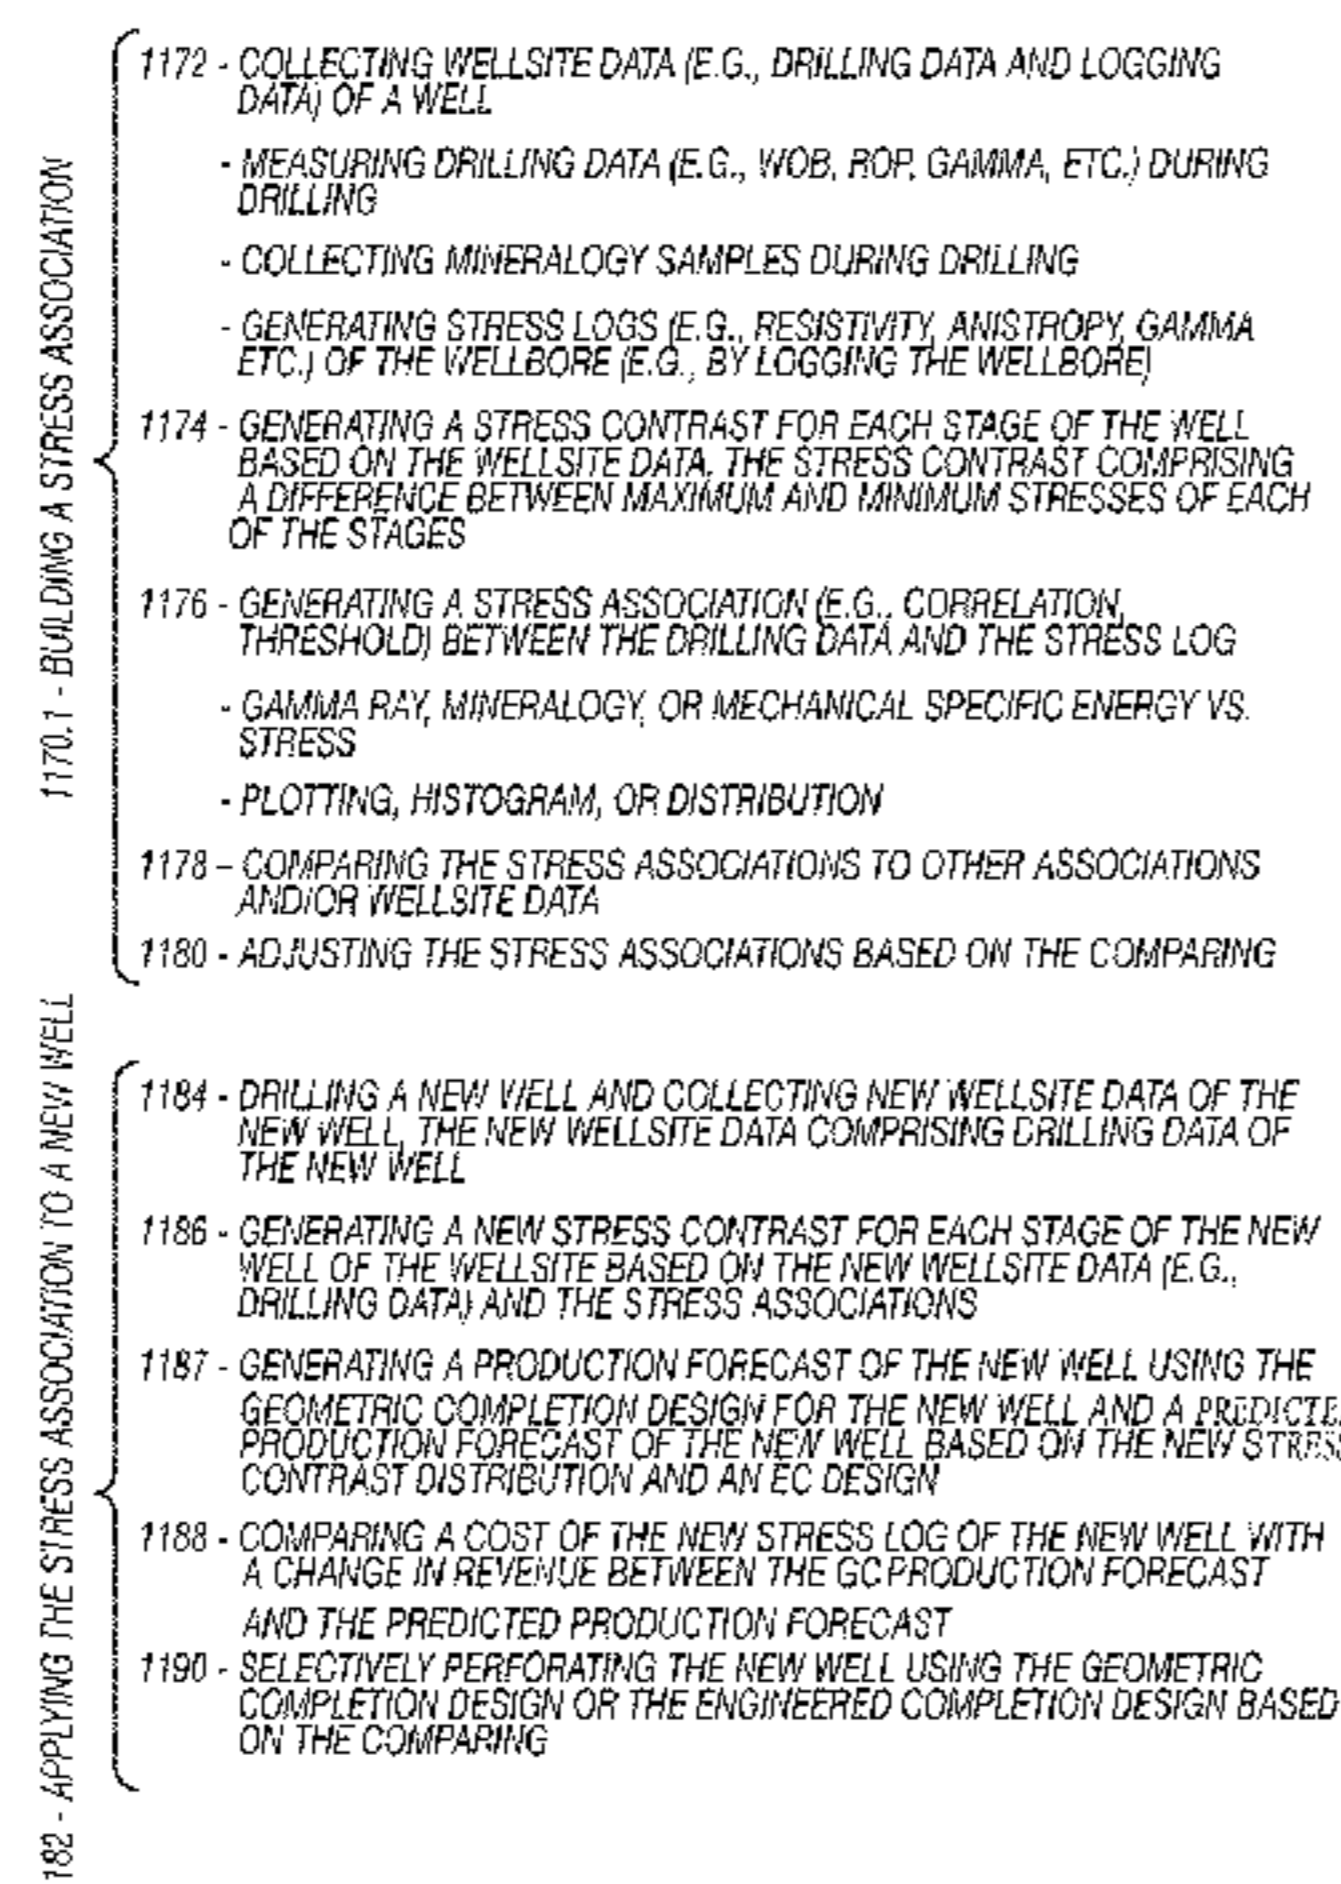 1170.1 - BUILDING A STRESS ASSOCIATION
1172 - COLLECTING WELLSITE DATA (E.G., DRILLING DATA AND LOGGING
DATA) OF A WELL
- MEASURING DRILLING DATA (E.G., WOB, ROP, GAMMA, ETC.) DURING
DRILLING
- COLLECTING MINERALOGY SAMPLES DURING DRILLING
- GENERATING STRESS LOGS (E.G., RESISTIVITY, ANISTROPY, GAMMA
ETC.) OF THE WELLBORE (E.G., BY LOGGING THE WELLBORE)
1174 - GENERATING A STRESS CONTRAST FOR EACH STAGE OF THE WELL
BASED ON THE WELLSITE DATA, THE STRESS CONTRAST COMPRISING
A DIFFERENCE BETWEEN MAXIMUM AND MINIMUM STRESSES OF EACH
OF THE STAGES
1176 - GENERATING A STRESS ASSOCIATION (E.G., CORRELATION,
THRESHOLD) BETWEEN THE DRILLING DATA AND THE STRESS LOG
- GAMMA RAY, MINERALOGY, OR MECHANICAL SPECIFIC ENERGY VS.
STRESS
- PLOTTING, HISTOGRAM, OR DISTRIBUTION
1178 – COMPARING THE STRESS ASSOCIATIONS TO OTHER ASSOCIATIONS
AND/OR WELLSITE DATA
1180 - ADJUSTING THE STRESS ASSOCIATIONS BASED ON THE COMPARING
182 - APPLYING THE STRESS ASSOCIATION TO A NEW WELL
1184 - DRILLING A NEW WELL AND COLLECTING NEW WELLSITE DATA OF THE
NEW WELL, THE NEW WELLSITE DATA COMPRISING DRILLING DATA OF
THE NEW WELL
1186 - GENERATING A NEW STRESS CONTRAST FOR EACH STAGE OF THE NEW
WELL OF THE WELLSITE BASED ON THE NEW WELLSITE DATA (E.G.,
DRILLING DATA) AND THE STRESS ASSOCIATIONS
1187 - GENERATING A PRODUCTION FORECAST OF THE NEW WELL USING THE
GEOMETRIC COMPLETION DESIGN FOR THE NEW WELL AND A PREDICTE
PRODUCTION FORECAST OF THE NEW WELL BASED ON THE NEW STRESS
CONTRAST DISTRIBUTION AND AN EC DESIGN
1188 - COMPARING A COST OF THE NEW STRESS LOG OF THE NEW WELL WITH
A CHANGE IN REVENUE BETWEEN THE GC PRODUCTION FORECAST
AND THE PREDICTED PRODUCTION FORECAST
1190 - SELECTIVELY PERFORATING THE NEW WELL USING THE GEOMETRIC
COMPLETION DESIGN OR THE ENGINEERED COMPLETION DESIGN BASED
ON THE COMPARING